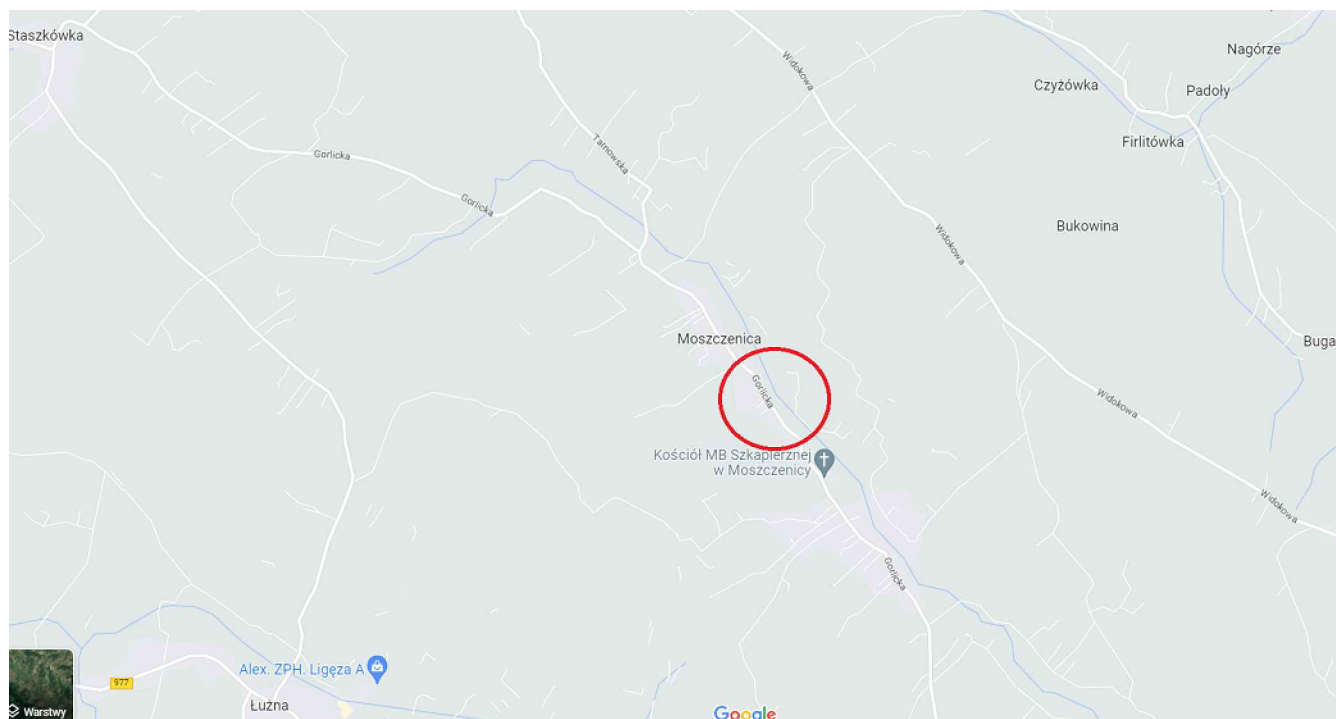 Staszkówka
Nagórze
Widokowa
Czyżówka
Padoły
Firlitówka
Tarnowska
Gorlicka
Gorlicka
Bukowina
Widokowa
Moszczenica
Buga
Gorlicka
Widokowa
Kościół MB Szkaplerznej
w Moszczenicy
Widokowa
Gorlicka
Alex. ZPH. Ligęza A
977
Łużna
Warstwy
Google